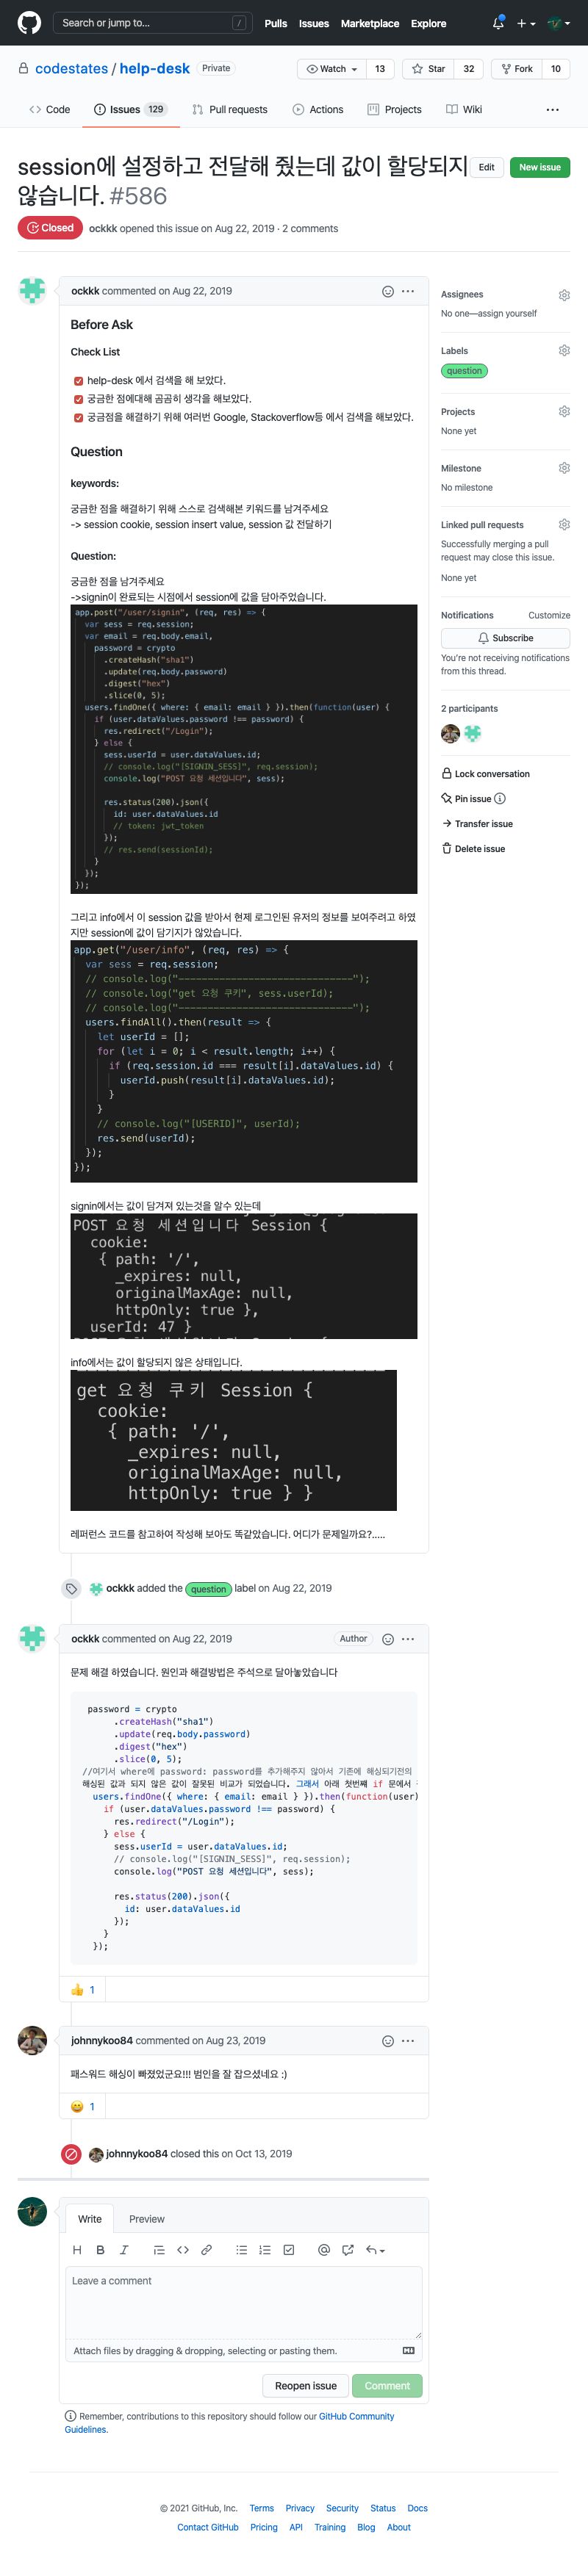 Search or jump to...
/
Pulls
Issues
Marketplace
Explore
codestates / help-desk
Private
Watch
13
Star
32
Fork
10
Code
Issues 129
Pull requests
Actions
Projects
Wiki
session에 설정하고 전달해 줬는데 값이 할당되지
않습니다. #586
Edit
New issue
Closed
ockkk opened this issue on Aug 22, 2019 · 2 comments
ockkk commented on Aug 22, 2019
Before Ask
Check List
help-desk 에서 검색을 해 보았다.
궁금한 점에대해 곰곰히 생각을 해보았다.
궁금점을 해결하기 위해 여러번 Google, Stackoverflow등 에서 검색을 해보았다.
Question
keywords:
궁금한 점을 해결하기 위해 스스로 검색해본 키워드를 남겨주세요
-> session cookie, session insert value, session 값 전달하기
Question:
궁금한 점을 남겨주세요
->signin이 완료되는 시점에서 session에 값을 담아주었습니다.
app.post("/user/signin", (req, res) => {
var sess = req.session;
var email = req.body.email,
password = crypto
.createHash("sha1")
.update(req.body.password)
.digest("hex")
.slice(0, 5);
users.findOne({ where: { email: email } }).then(function(user) {
if (user.dataValues.password !== password) {
res.redirect("/Login");
} else {
sess.userId = user.dataValues.id;
// console.log("[SIGNIN_SESS]", req.session);
console.log("POST 요청 세션입니다", sess);
res.status(200).json({
id: user.dataValues.id
// token: jwt_token
});
// res.send(sessionId);
}
});
});
그리고 info에서 이 session 값을 받아서 현제 로그인된 유저의 정보를 보여주려고 하였
지만 session에 값이 담기지가 않았습니다.
app.get("/user/info", (req, res) => {
var sess = req.session;
// console.log("------------------------------");
// console.log("get 요청 쿠키", sess.userId);
// console.log("------------------------------");
users.findAll().then(result => {
let userId = [];
for (let i = 0; i < result.length; i++) {
if (req.session.id === result[i].dataValues.id) {
userId.push(result[i].dataValues.id);
}
}
// console.log("[USERID]", userId);
res.send(userId);
});
});
signin에서는 값이 담겨져 있는것을 알수 있는데
POST 요청 세션입니다 Session {
cookie:
{ path: '/',
_expires: null,
originalMaxAge: null,
httpOnly: true },
userId: 47 }
info에서는 값이 할당되지 않은 상태입니다.
get 요청 쿠키 Session {
cookie:
{ path: '/',
_expires: null,
originalMaxAge: null,
httpOnly: true } }
레퍼런스 코드를 참고하여 작성해 보아도 똑같았습니다. 어디가 문제일까요?.....
ockkk added the question label on Aug 22, 2019
ockkk commented on Aug 22, 2019
Author
문제 해결 하였습니다. 원인과 해결방법은 주석으로 달아놓았습니다
password = crypto
.createHash("sha1")
.update(req.body.password)
.digest("hex")
.slice(0, 5);
//여기서 where에 password: password를 추가해주지 않아서 기존에 해싱되기전의
해싱된 값과 되지 않은 값이 잘못된 비교가 되었습니다. 그래서 아래 첫번째 if 문에서
users.findOne({ where: { email: email } }).then(function(user)
if (user.dataValues.password !== password) {
res.redirect("/Login");
} else {
sess.userId = user.dataValues.id;
// console.log("[SIGNIN_SESS]", req.session);
console.log("POST 요청 세션입니다", sess);
res.status(200).json({
id: user.dataValues.id
});
}
});
1
johnnykoo84 commented on Aug 23, 2019
패스워드 해싱이 빠졌었군요!!! 범인을 잘 잡으셨네요 :)
1
johnnykoo84 closed this on Oct 13, 2019
Write
Preview
Leave a comment
Attach files by dragging & dropping, selecting or pasting them.
Reopen issue
Comment
Remember, contributions to this repository should follow our GitHub Community
Guidelines.
Assignees
No one—assign yourself
Labels
question
Projects
None yet
Milestone
No milestone
Linked pull requests
Successfully merging a pull
request may close this issue.
None yet
Notifications
Customize
Subscribe
You're not receiving notifications
from this thread.
2 participants
Lock conversation
Pin issue
Transfer issue
Delete issue
© 2021 GitHub, Inc.
Terms
Privacy
Security
Status
Docs
Contact GitHub
Pricing
API
Training
Blog
About